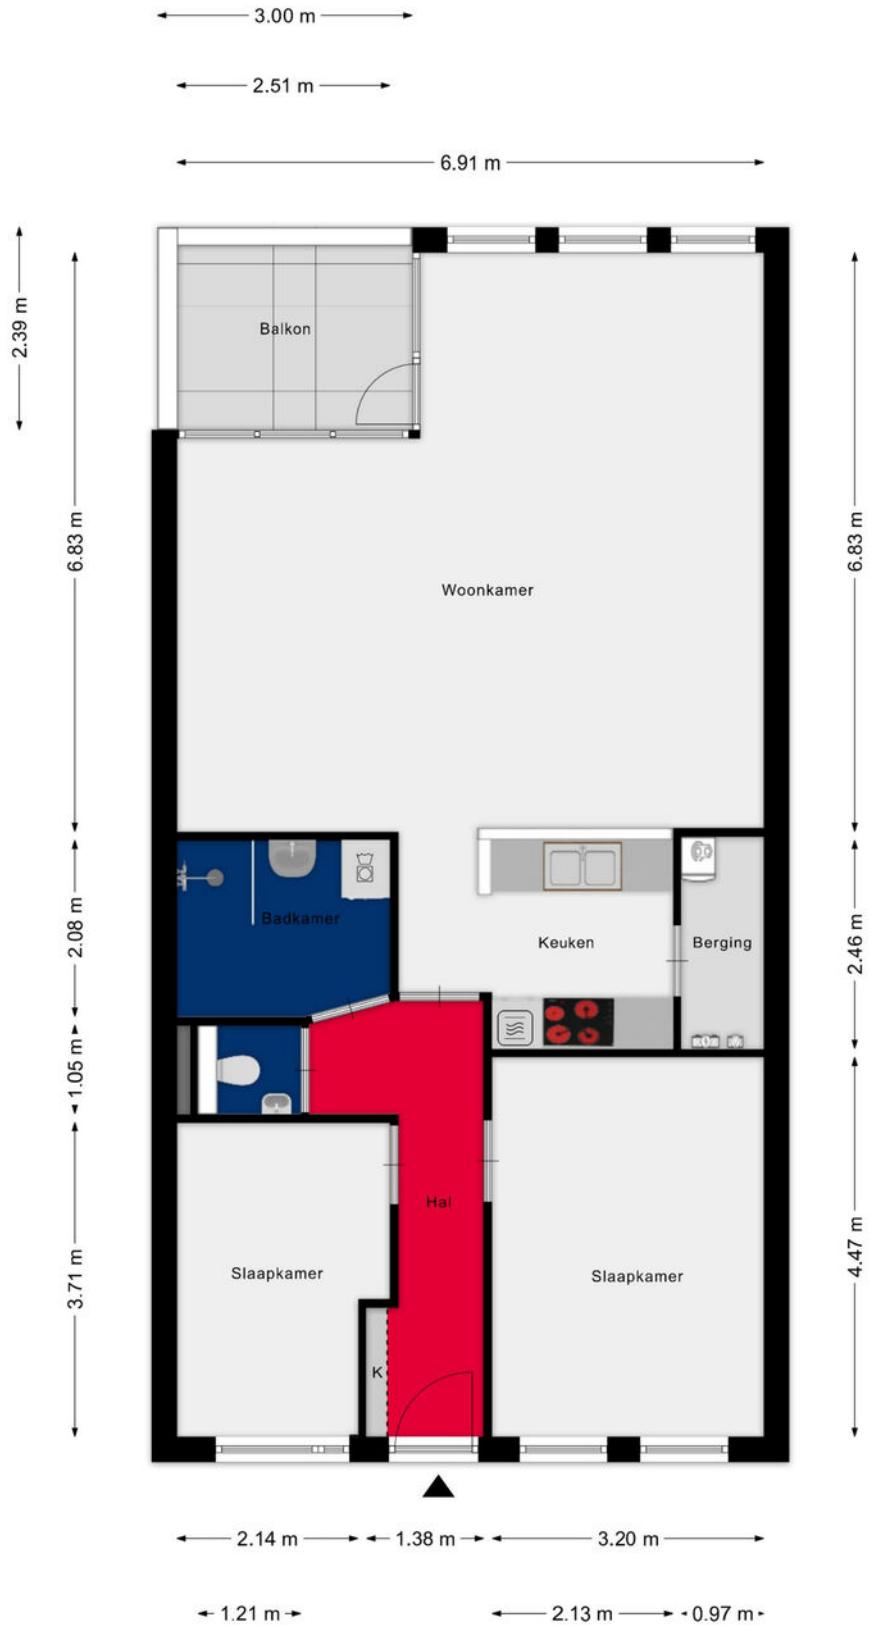 3.00 m
2.51 m
6.91 m
2.39 m
6.83 m
6.83 m
Balkon
Woonkamer
Badkamer
Keuken
Berging
2.08 m
2.46 m
1.05 m
Hal
Slaapkamer
Slaapkamer
3.71 m
4.47 m
K
2.14 m
1.38 m
3.20 m
1.21 m
2.13 m
0.97 m